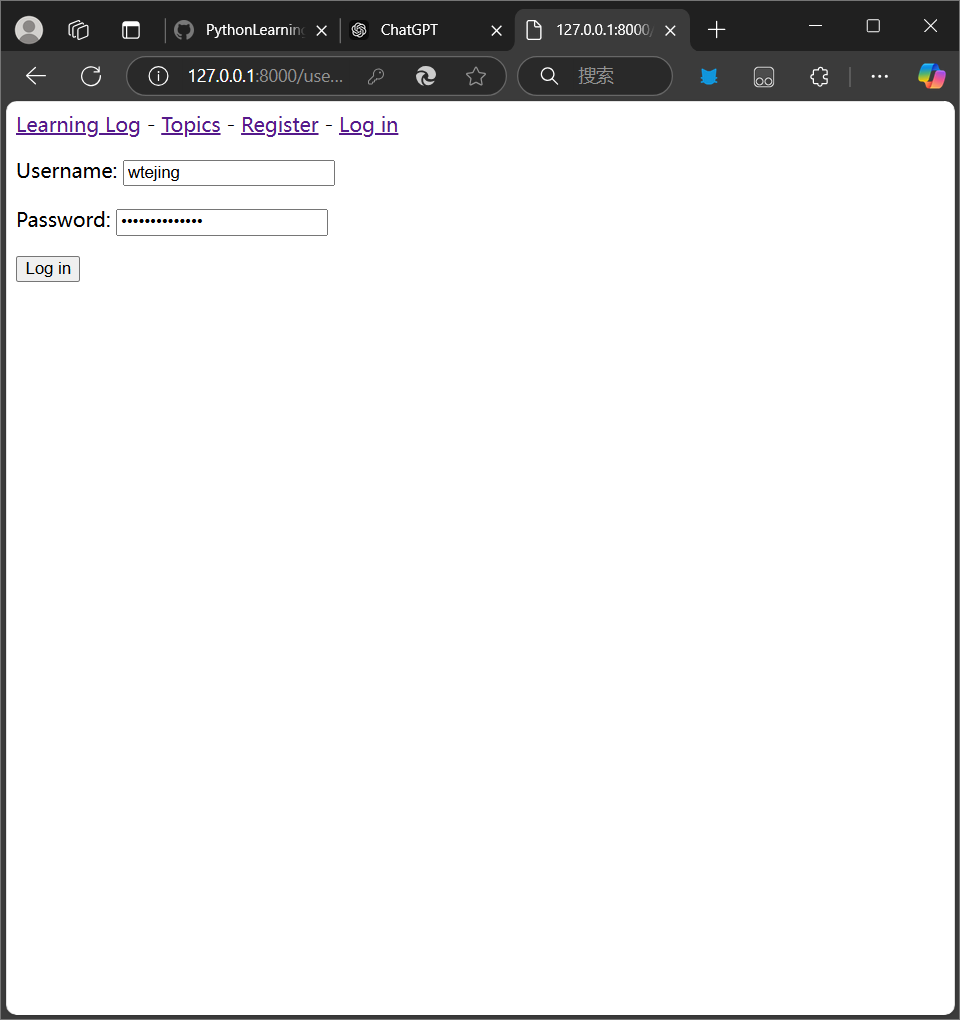 PythonLearning ChatGPT 127.0.0.1:8000/
127.0.0.1:8000/use... 搜索
Learning Log - Topics - Register - Log in
Username: wtejing
Password: ••••••••••••••
Log in